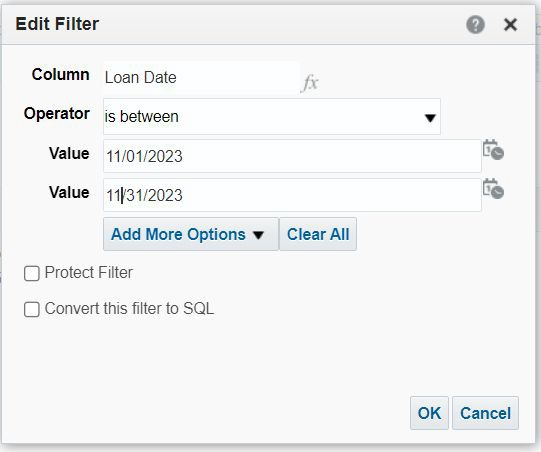 Edit Filter
Column Loan Date fx
Operator is between
Value 11/01/2023
Value 11/31/2023
Add More Options Clear All
Protect Filter
Convert this filter to SQL
OK Cancel